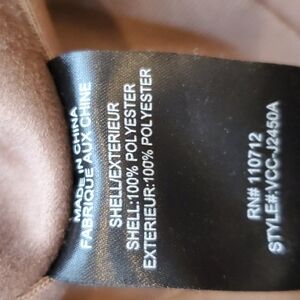 MADE IN CHINA
FABRIQUE AUX CHINE
SHELL/EXTERIEUR
SHELL:100% POLYESTER
EXTERIEUR:100% POLYESTER
RN# 110712
STYLE#:VCC-J2450A